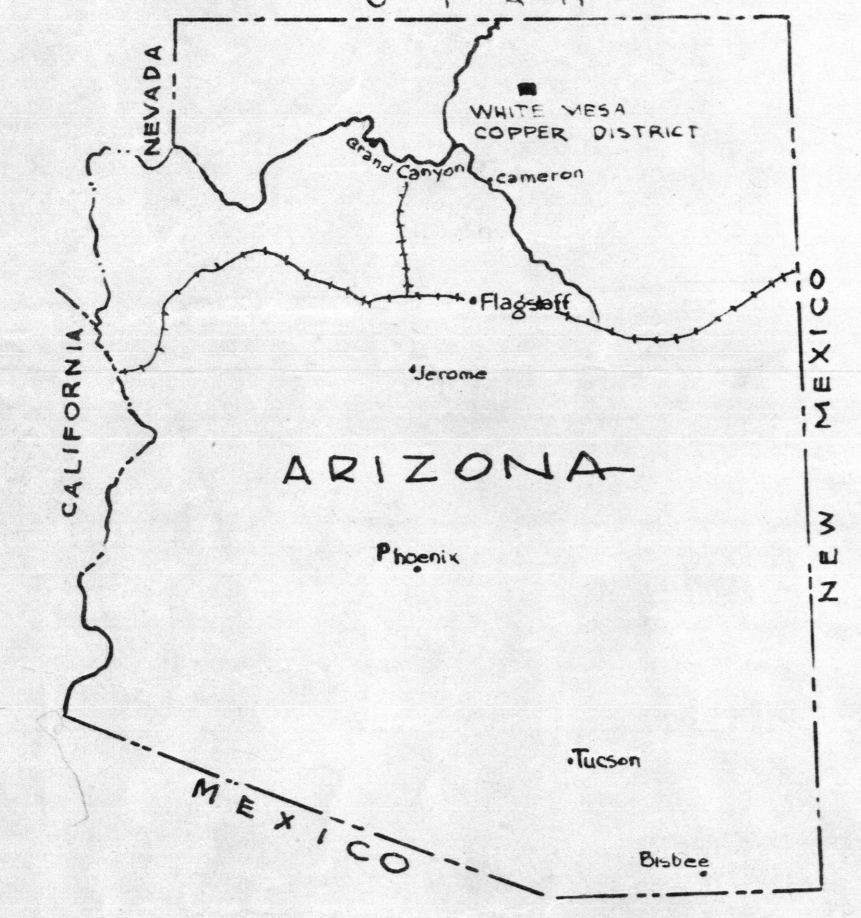 NEVADA
WHITE MESA
COPPER DISTRICT
Grand Canyon
Cameron
Flagstaff
CALIFORNIA
NEW MEXICO
Jerome
ARIZONA
Phoenix
Tucson
MEXICO
Bisbee